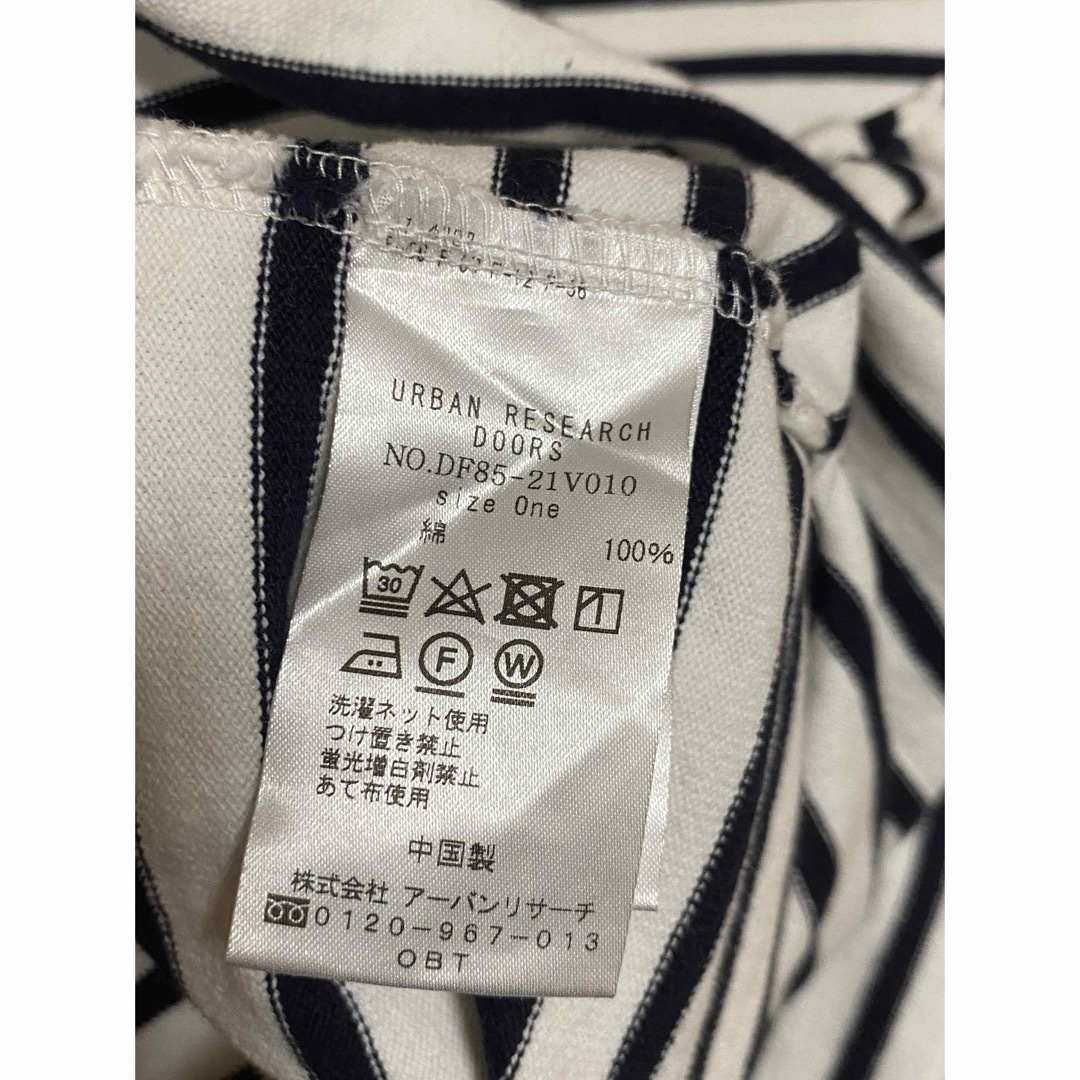 URBAN RESEARCH
DOORS
NO.DF85-21V010
size One
綿 100%
30
F W
洗濯ネット使用
つけ置き禁止
蛍光増白剤禁止
あて布使用
中国製
株式会社 アーバンリサーチ
0120-967-013
OBT